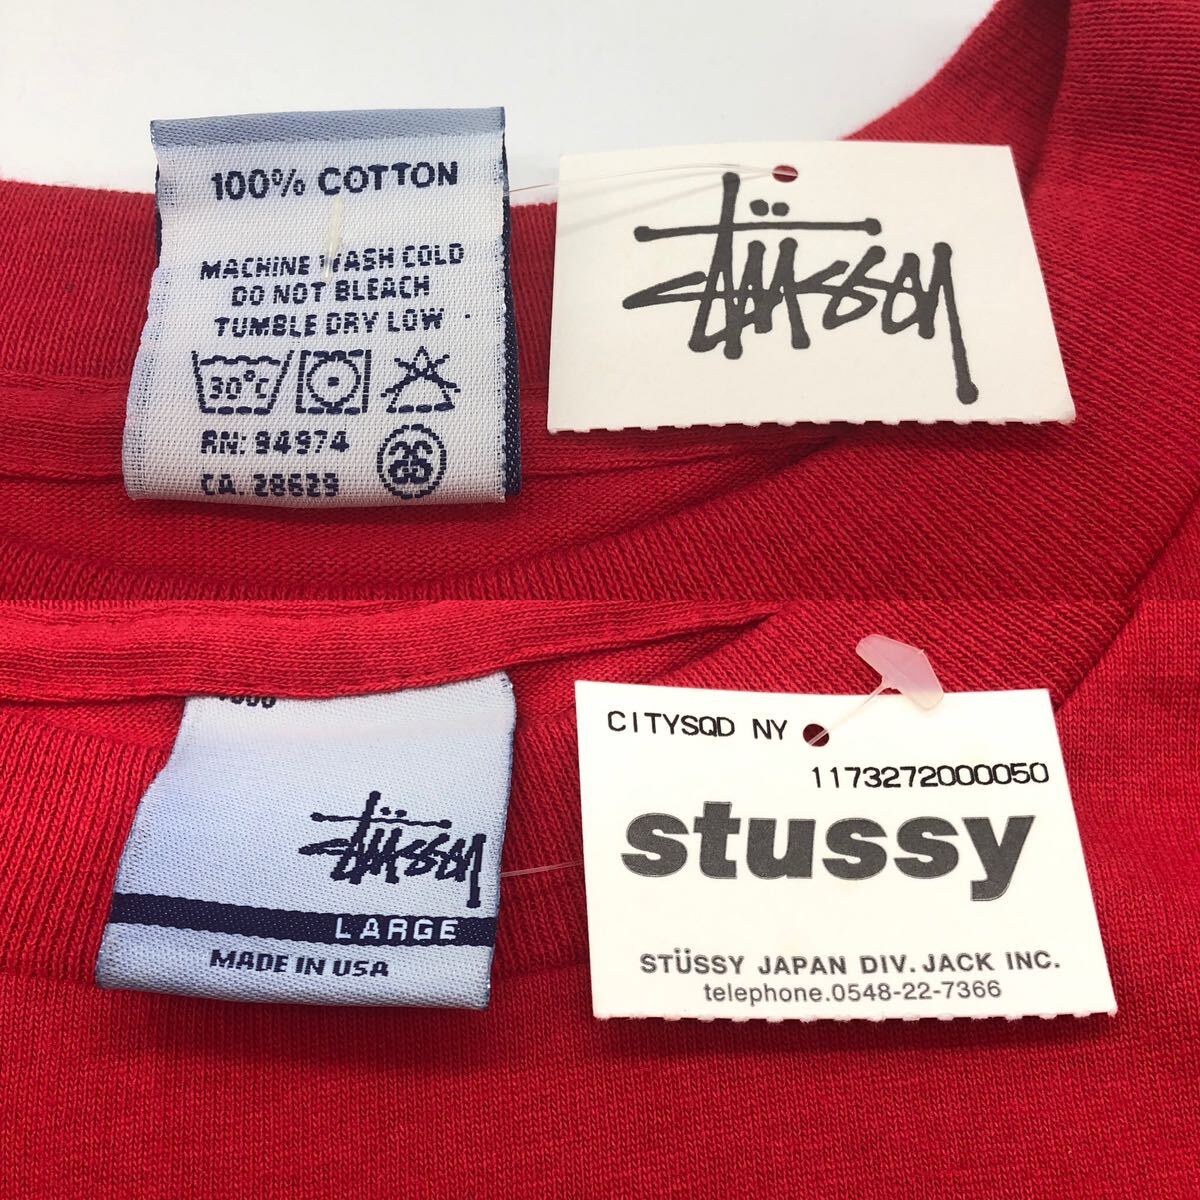 100% COTTON
MACHINE WASH COLD
DO NOT BLEACH
TUMBLE DRY LOW
30°C
RN: 94974
CA. 28629
stüssy
CITYSQD NY
1173272000050
stussy
STÜSSY JAPAN DIV. JACK INC.
telephone.0548-22-7366
stüssy
LARGE
MADE IN USA